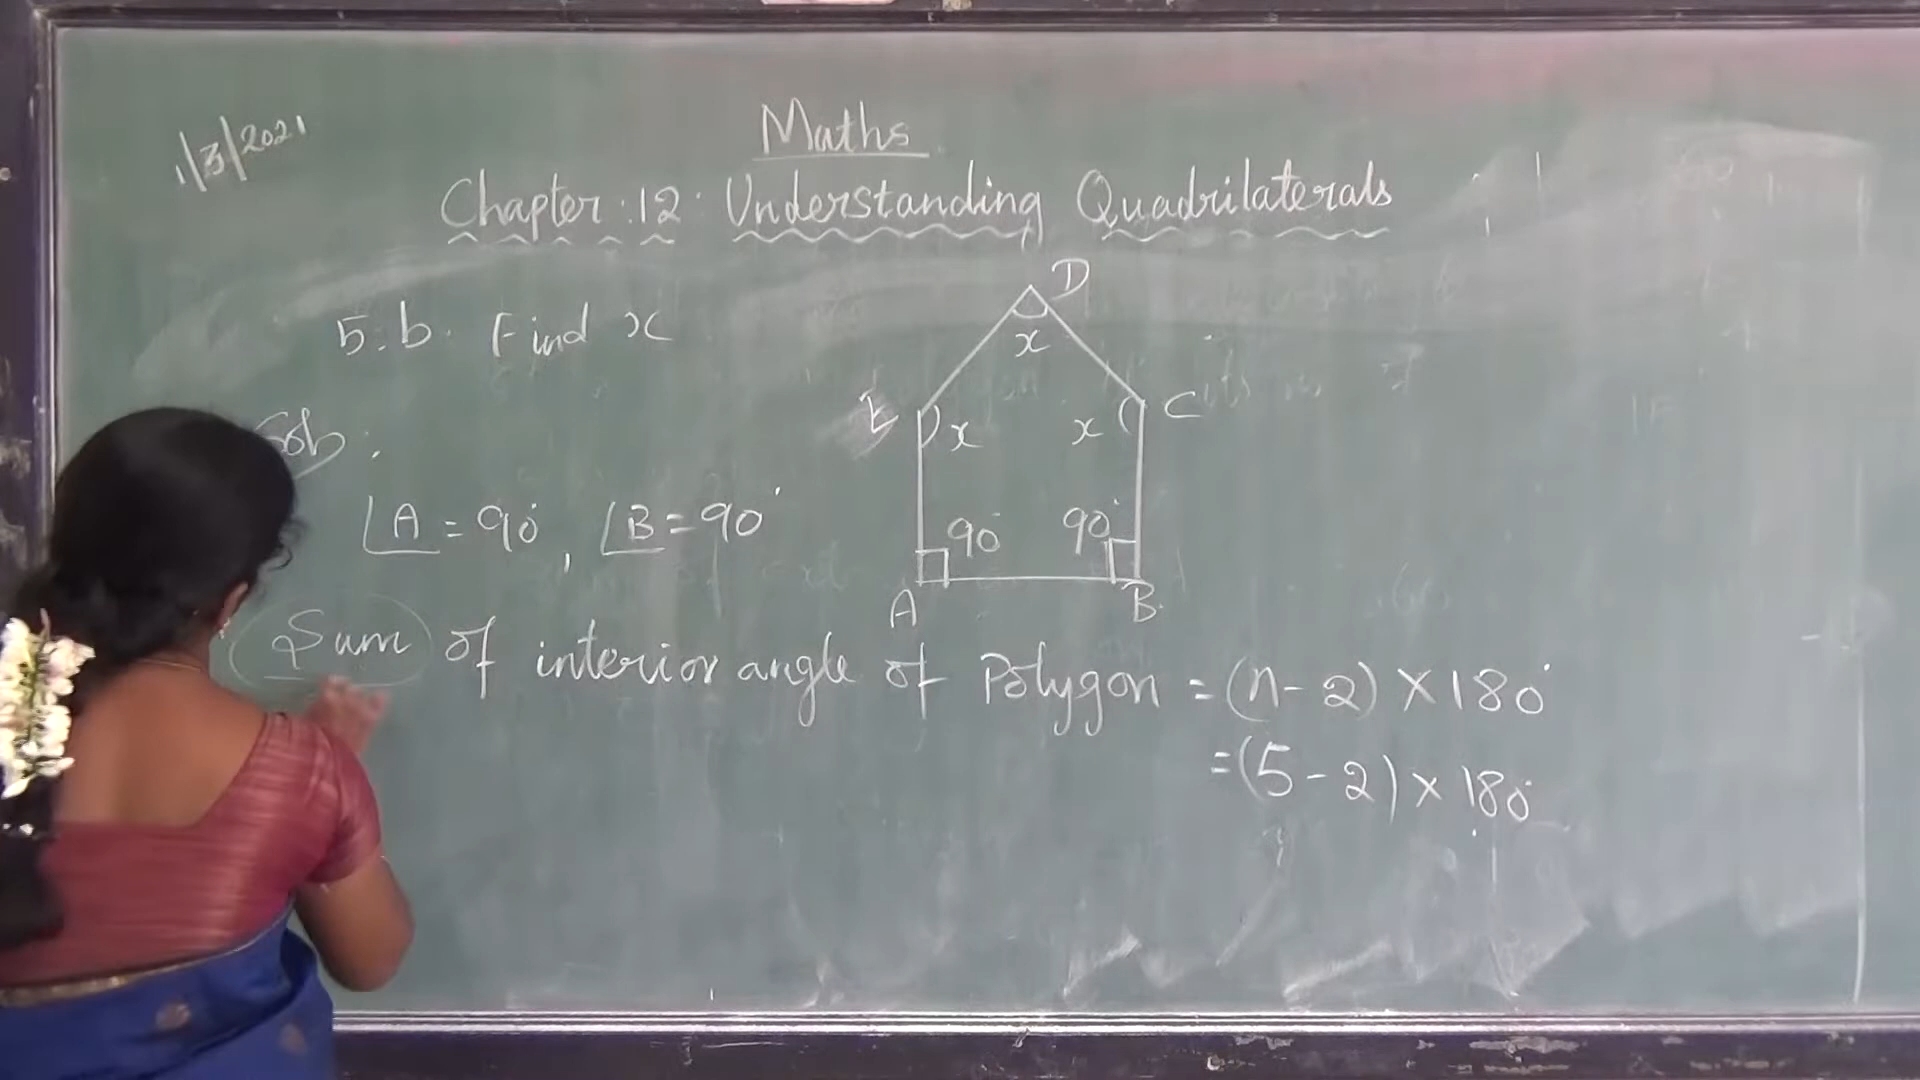 1/3/2021
Maths
Chapter:12: Understanding Quadrilaterals
5.b. Find x
D
x
E x x C
Soln:
∠A = 90°, ∠B = 90°
90° 90°
A B
Sum of interior angle of Polygon = (n-2) × 180°
= (5-2) × 180°